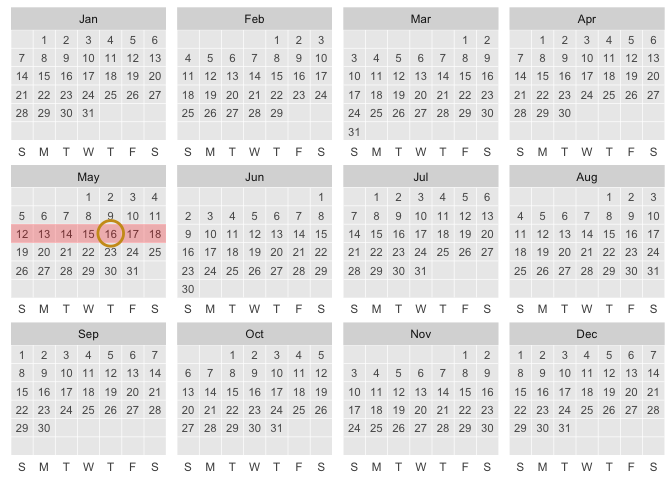 Jan Feb Mar Apr
1 2 3 4 5 6 1 2 3 1 2 1 2 3 4 5 6
7 8 9 10 11 12 13 4 5 6 7 8 9 10 3 4 5 6 7 8 9 7 8 9 10 11 12 13
14 15 16 17 18 19 20 11 12 13 14 15 16 17 10 11 12 13 14 15 16 14 15 16 17 18 19 20
21 22 23 24 25 26 27 18 19 20 21 22 23 24 17 18 19 20 21 22 23 21 22 23 24 25 26 27
28 29 30 31 25 26 27 28 29 24 25 26 27 28 29 30 28 29 30
31
S M T W T F S S M T W T F S S M T W T F S S M T W T F S
May Jun Jul Aug
1 2 3 4 1 1 2 3 4 5 6 1 2 3
5 6 7 8 9 10 11 2 3 4 5 6 7 8 7 8 9 10 11 12 13 4 5 6 7 8 9 10
12 13 14 15 16 17 18 9 10 11 12 13 14 15 14 15 16 17 18 19 20 11 12 13 14 15 16 17
19 20 21 22 23 24 25 16 17 18 19 20 21 22 21 22 23 24 25 26 27 18 19 20 21 22 23 24
26 27 28 29 30 31 23 24 25 26 27 28 29 28 29 30 31 25 26 27 28 29 30 31
30
S M T W T F S S M T W T F S S M T W T F S S M T W T F S
Sep Oct Nov Dec
1 2 3 4 5 6 7 1 2 3 4 5 1 2 1 2 3 4 5 6 7
8 9 10 11 12 13 14 6 7 8 9 10 11 12 3 4 5 6 7 8 9 8 9 10 11 12 13 14
15 16 17 18 19 20 21 13 14 15 16 17 18 19 10 11 12 13 14 15 16 15 16 17 18 19 20 21
22 23 24 25 26 27 28 20 21 22 23 24 25 26 17 18 19 20 21 22 23 22 23 24 25 26 27 28
29 30 27 28 29 30 31 24 25 26 27 28 29 30 29 30 31
S M T W T F S S M T W T F S S M T W T F S S M T W T F S